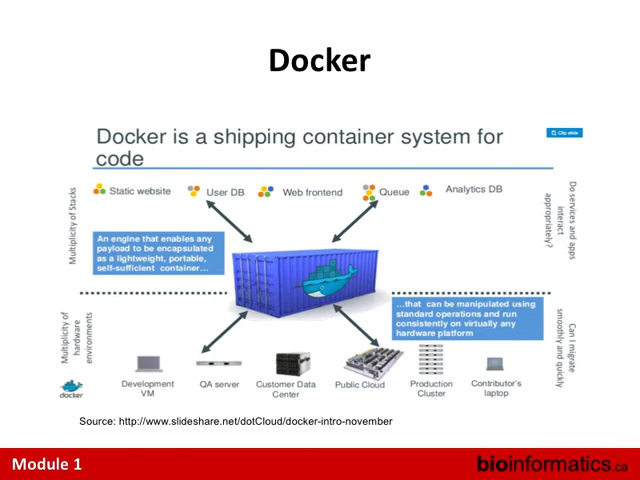 Docker
Docker is a shipping container system for
code
Clip slide
Static website
User DB
Web frontend
Queue
Analytics DB
Multiplicity of Stacks
Do services and apps
interact
appropriately?
An engine that enables any
payload to be encapsulated
as a lightweight, portable,
self-sufficient container…
…that can be manipulated using
standard operations and run
consistently on virtually any
hardware platform
Multiplicity of
hardware
environments
Can I migrate
smoothly and quickly
docker
Development
VM
QA server
Customer Data
Center
Public Cloud
Production
Cluster
Contributor's
laptop
Source: http://www.slideshare.net/dotCloud/docker-intro-november
Module 1
bioinformatics.ca